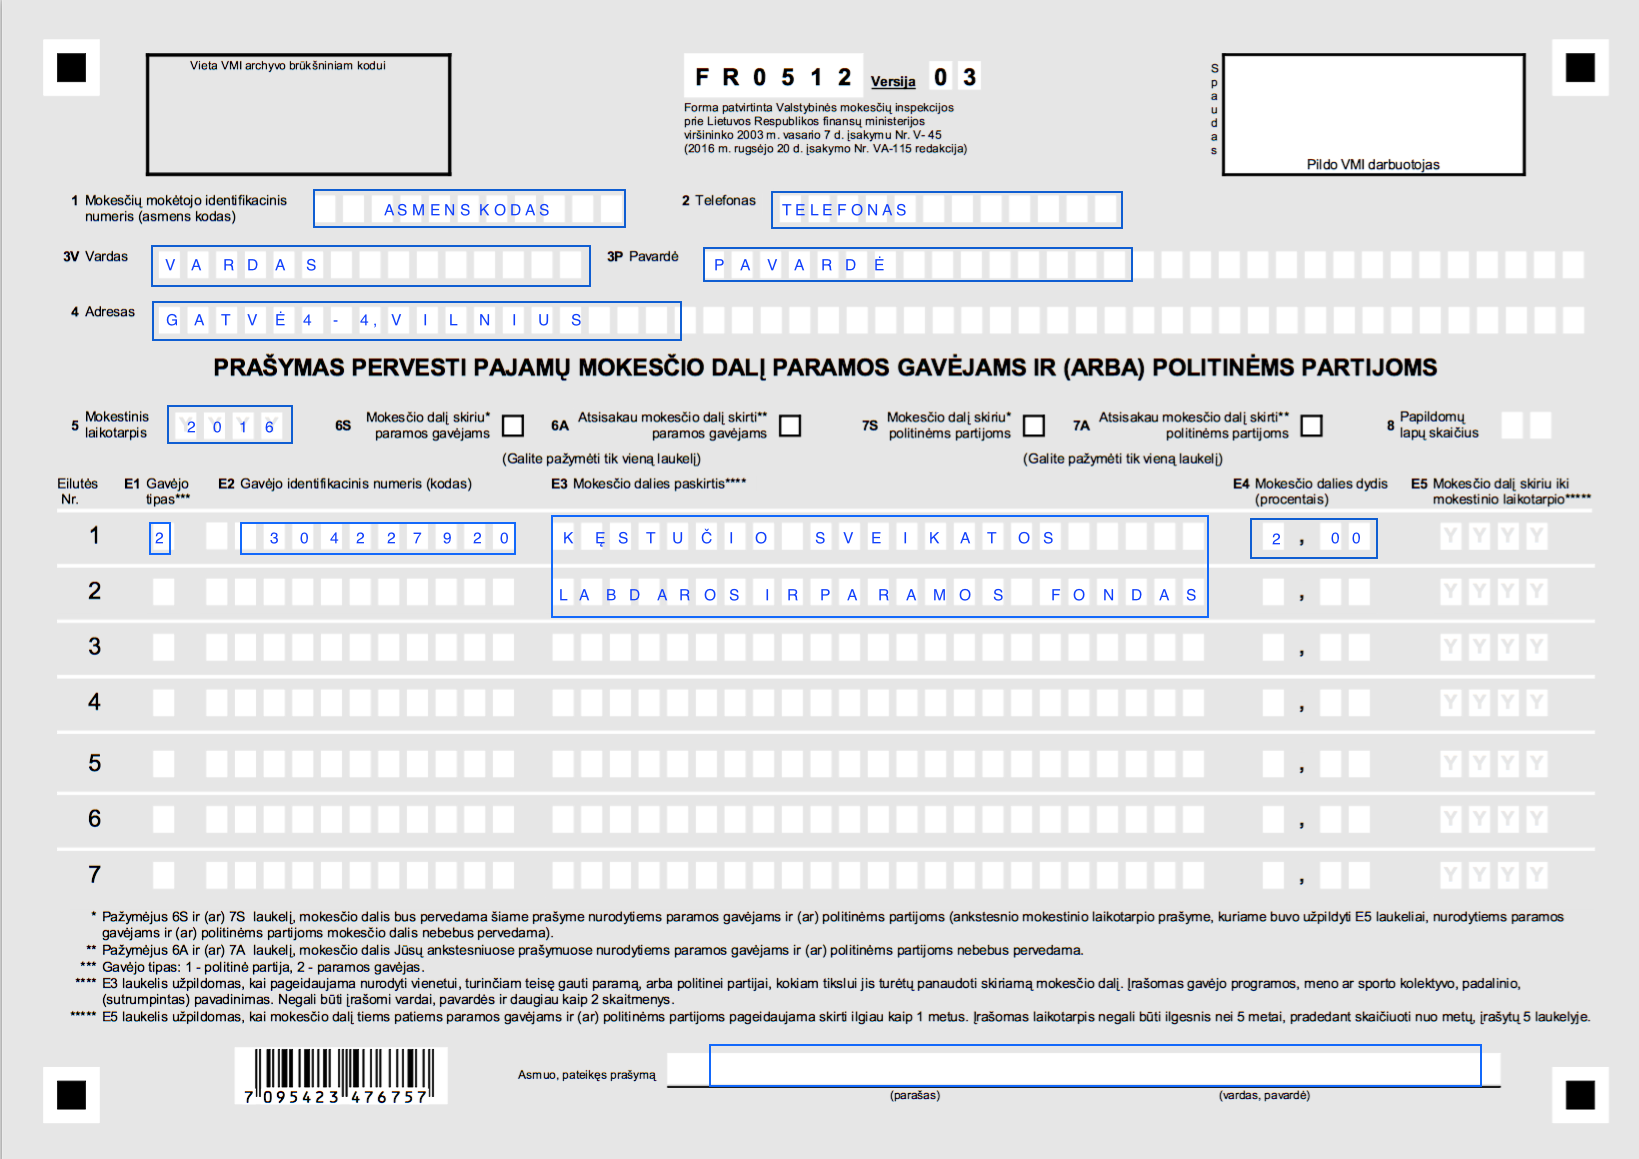 Vieta VMI archyvo brūkšniniam kodui
FR0512 Versija 03
Forma patvirtinta Valstybinės mokesčių inspekcijos
prie Lietuvos Respublikos finansų ministerijos
viršininko 2003 m. vasario 7 d. įsakymu Nr. V- 45
(2016 m. rugsėjo 20 d. įsakymo Nr. VA-115 redakcija)
Spaudas
Pildo VMI darbuotojas
1 Mokesčių mokėtojo identifikacinis
numeris (asmens kodas)
ASMENS KODAS
2 Telefonas
TELEFONAS
3V Vardas
VARDAS
3P Pavardė
PAVARDĖ
4 Adresas
GATVĖ 4 - 4, VILNIUS
PRAŠYMAS PERVESTI PAJAMŲ MOKESČIO DALĮ PARAMOS GAVĖJAMS IR (ARBA) POLITINĖMS PARTIJOMS
5 Mokestinis
laikotarpis
2016
6S Mokesčio dalį skiriu*
paramos gavėjams
6A Atsisakau mokesčio dalį skirti**
paramos gavėjams
7S Mokesčio dalį skiriu*
politinėms partijoms
7A Atsisakau mokesčio dalį skirti**
politinėms partijoms
8 Papildomų
lapų skaičius
(Galite pažymėti tik vieną laukelį)
(Galite pažymėti tik vieną laukelį)
Eilutės
Nr.
E1 Gavėjo
tipas***
E2 Gavėjo identifikacinis numeris (kodas)
E3 Mokesčio dalies paskirtis****
E4 Mokesčio dalies dydis
(procentais)
E5 Mokesčio dalį skiriu iki
mokestinio laikotarpio*****
1 2 304227920 KĘSTUČIO SVEIKATOS 2 , 00 YYYY
2 LABDAROS IR PARAMOS FONDAS , YYYY
3 , YYYY
4 , YYYY
5 , YYYY
6 , YYYY
7 , YYYY
* Pažymėjus 6S ir (ar) 7S laukelį, mokesčio dalis bus pervedama šiame prašyme nurodytiems paramos gavėjams ir (ar) politinėms partijoms (ankstesnio mokestinio laikotarpio prašyme, kuriame buvo užpildyti E5 laukeliai, nurodytiems paramos
gavėjams ir (ar) politinėms partijoms mokesčio dalis nebebus pervedama).
** Pažymėjus 6A ir (ar) 7A laukelį, mokesčio dalis Jūsų ankstesniuose prašymuose nurodytiems paramos gavėjams ir (ar) politinėms partijoms nebebus pervedama.
*** Gavėjo tipas: 1 - politinė partija, 2 - paramos gavėjas.
**** E3 laukelis užpildomas, kai pageidaujama nurodyti vienetui, turinčiam teisę gauti paramą, arba politinei partijai, kokiam tikslui jis turėtų panaudoti skiriamą mokesčio dalį. Įrašomas gavėjo programos, meno ar sporto kolektyvo, padalinio,
(sutrumpintas) pavadinimas. Negali būti įrašomi vardai, pavardės ir daugiau kaip 2 skaitmenys.
***** E5 laukelis užpildomas, kai mokesčio dalį tiems patiems paramos gavėjams ir (ar) politinėms partijoms pageidaujama skirti ilgiau kaip 1 metus. Įrašomas laikotarpis negali būti ilgesnis nei 5 metai, pradedant skaičiuoti nuo metų, įrašytų 5 laukelyje.
7 095423 476757
Asmuo, pateikęs prašymą
(parašas)
(vardas, pavardė)